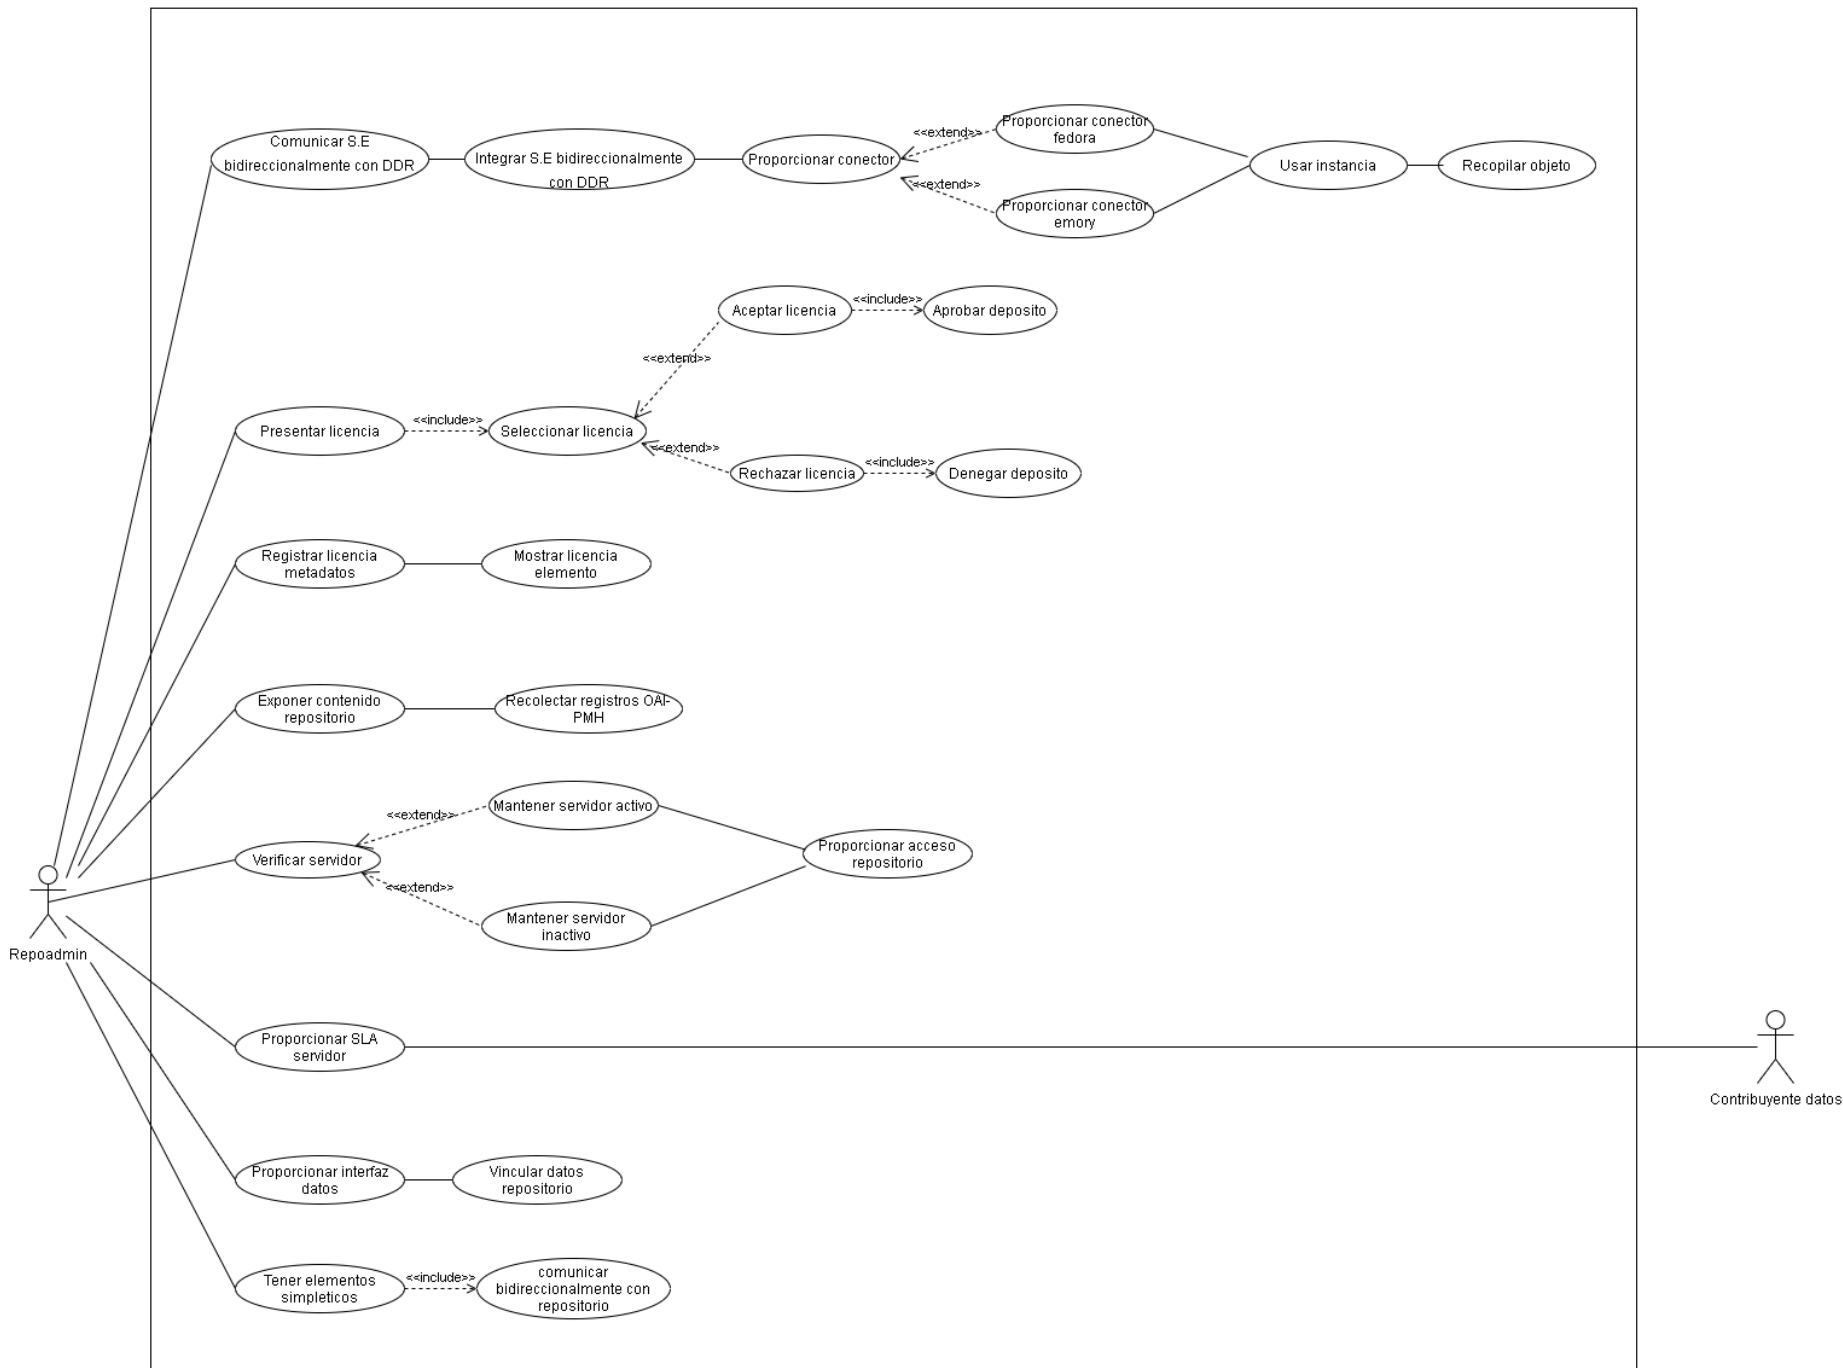 Comunicar S.E
bidireccionalmente con DDR
Integrar S.E bidireccionalmente
con DDR
Proporcionar conector
<<extend>>
Proporcionar conector
fedora
<<extend>>
Proporcionar conector
emory
Usar instancia
Recopilar objeto
Aceptar licencia
<<include>>
Aprobar deposito
<<extend>>
Presentar licencia
<<include>>
Seleccionar licencia
<<extend>>
Rechazar licencia
<<include>>
Denegar deposito
Registrar licencia
metadatos
Mostrar licencia
elemento
Exponer contenido
repositorio
Recolectar registros OAI-
PMH
Verificar servidor
<<extend>>
Mantener servidor activo
<<extend>>
Mantener servidor
inactivo
Proporcionar acceso
repositorio
Repoadmin
Proporcionar SLA
servidor
Contribuyente datos
Proporcionar interfaz
datos
Vincular datos
repositorio
Tener elementos
simpleticos
<<include>>
comunicar
bidireccionalmente con
repositorio